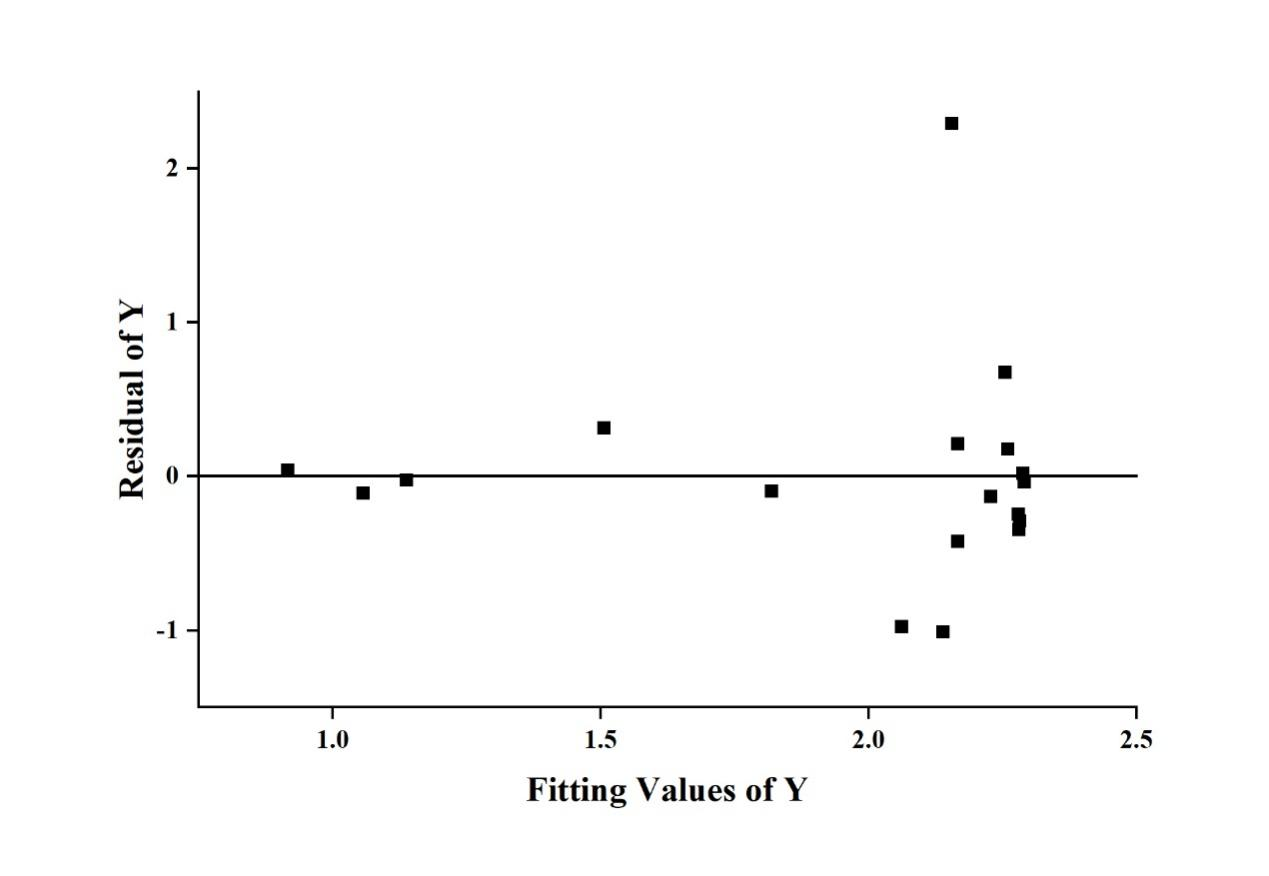 2
1
0
-1
Residual of Y
1.0 1.5 2.0 2.5
Fitting Values of Y